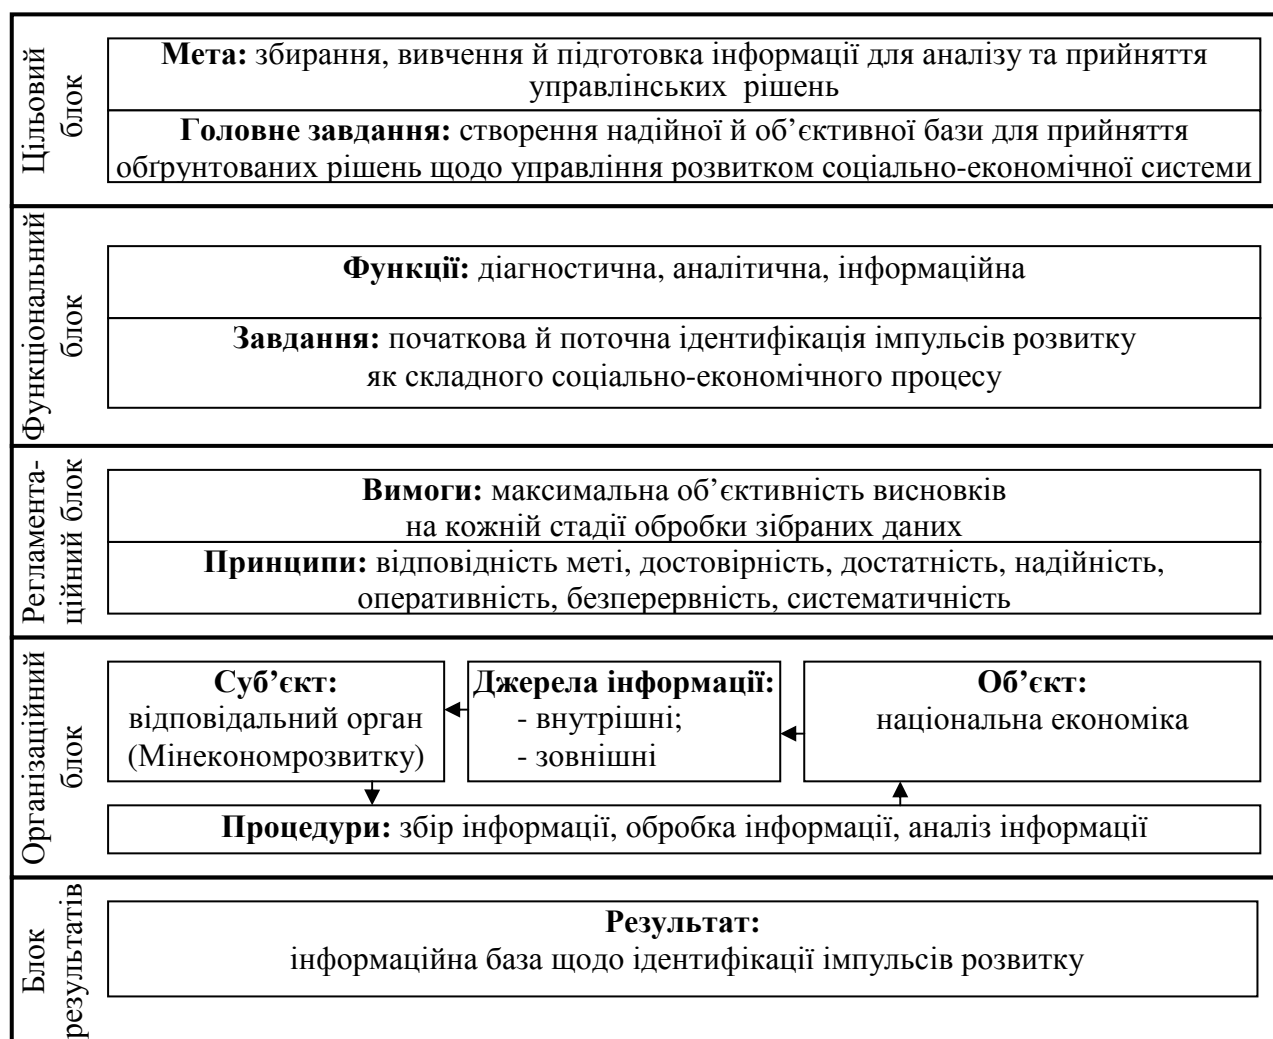 Цільовий
блок
Мета: збирання, вивчення й підготовка інформації для аналізу та прийняття
управлінських рішень
Головне завдання: створення надійної й об’єктивної бази для прийняття
обґрунтованих рішень щодо управління розвитком соціально-економічної системи
Функціональний
блок
Функції: діагностична, аналітична, інформаційна
Завдання: початкова й поточна ідентифікація імпульсів розвитку
як складного соціально-економічного процесу
Регламента-
ційний блок
Вимоги: максимальна об’єктивність висновків
на кожній стадії обробки зібраних даних
Принципи: відповідність меті, достовірність, достатність, надійність,
оперативність, безперервність, систематичність
Організаційний
блок
Суб’єкт:
відповідальний орган
(Мінекономрозвитку)
Джерела інформації:
- внутрішні;
- зовнішні
Об’єкт:
національна економіка
Процедури: збір інформації, обробка інформації, аналіз інформації
Блок
результатів
Результат:
інформаційна база щодо ідентифікації імпульсів розвитку